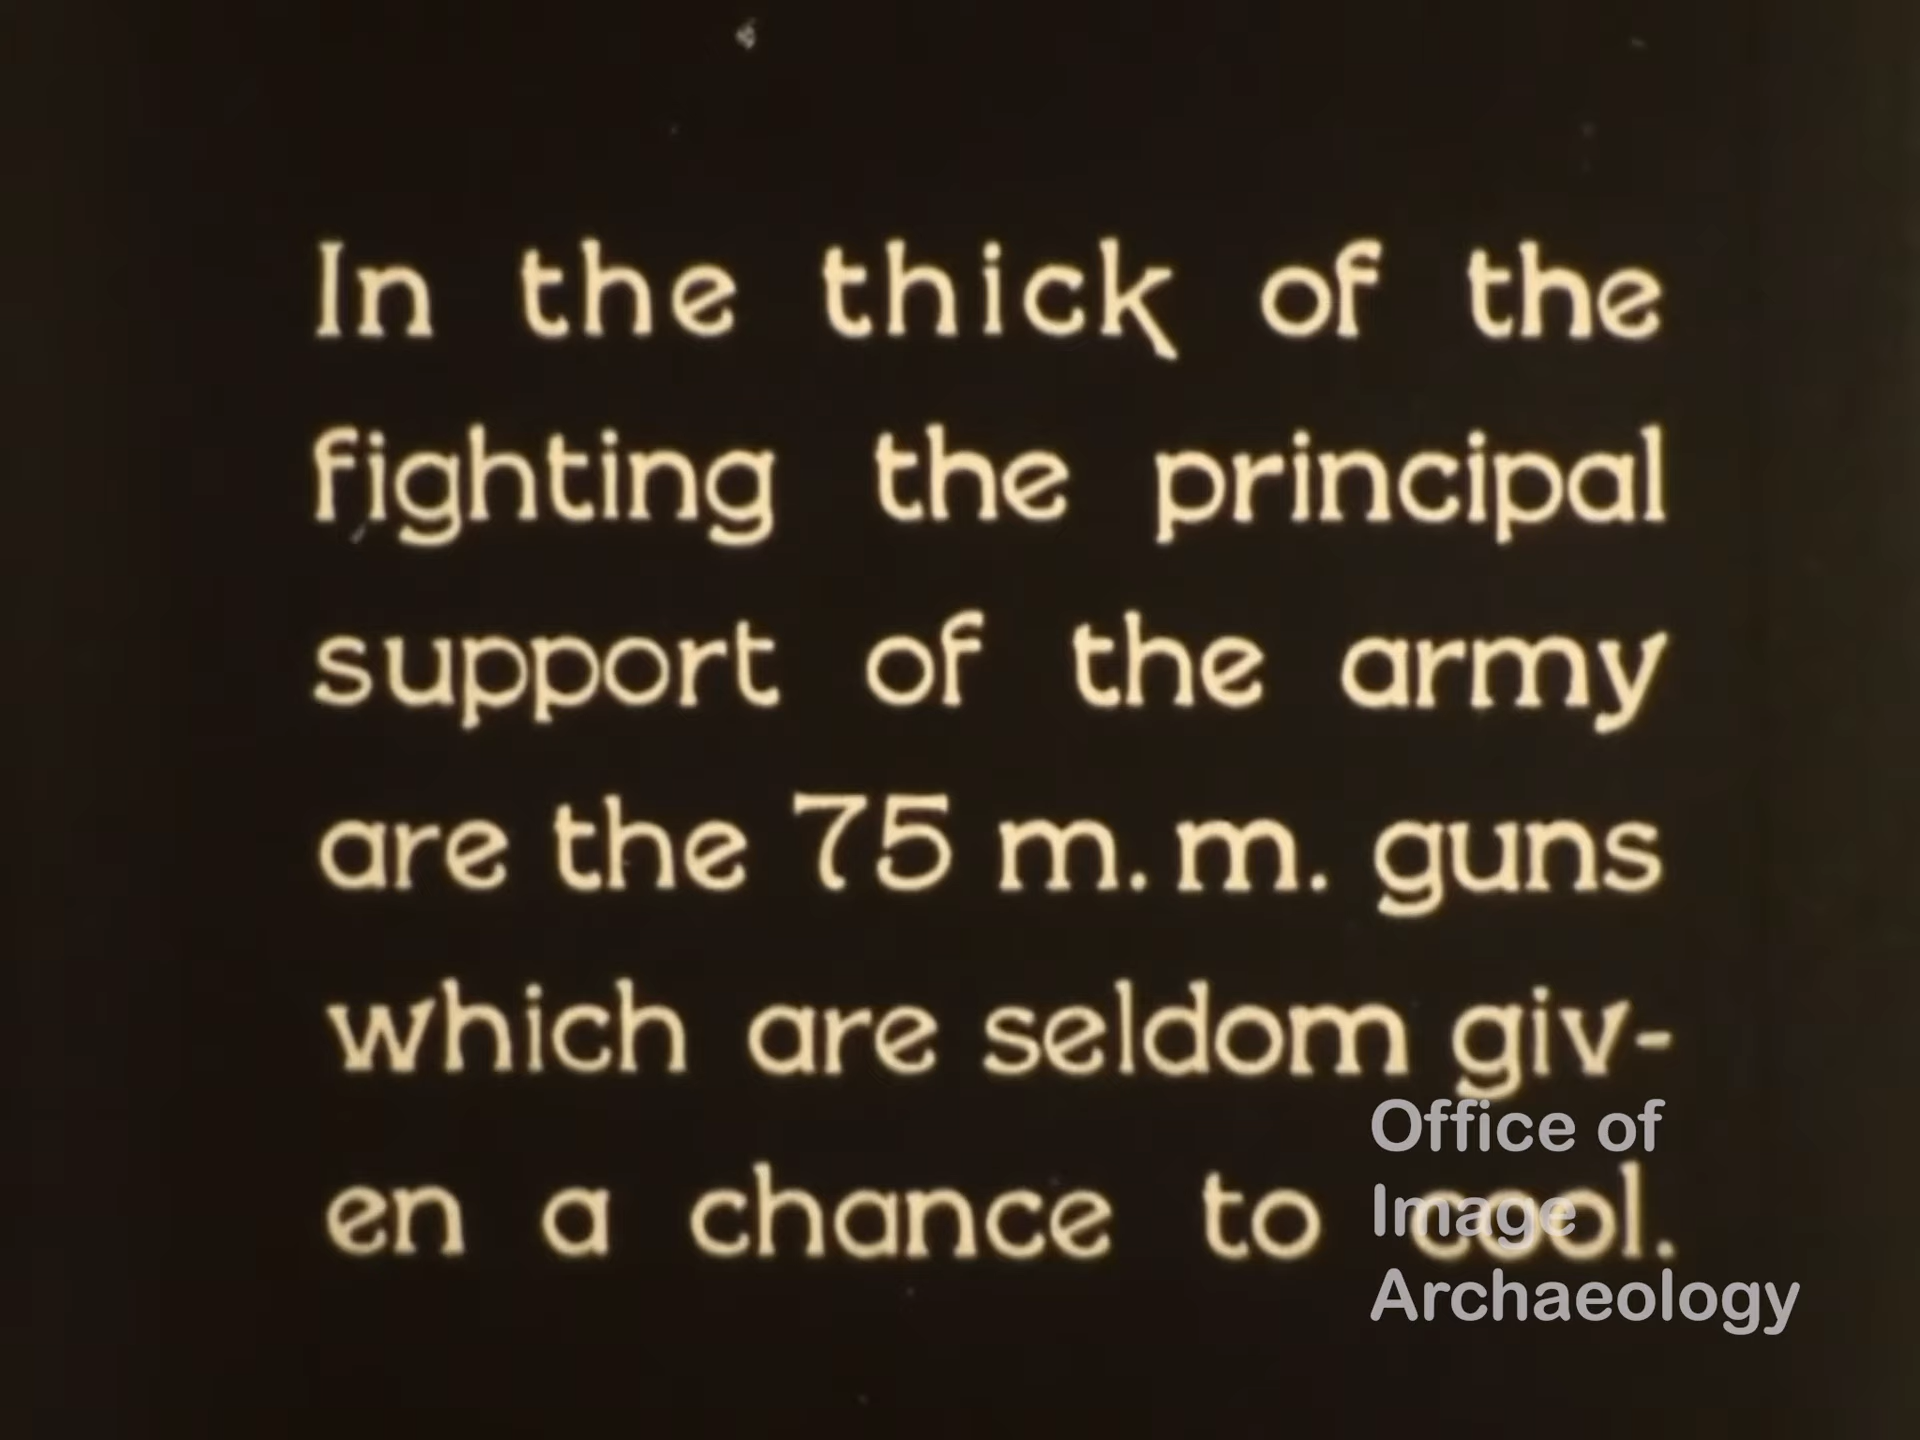 In the thick of the
fighting the principal
support of the army
are the 75 m.m. guns
which are seldom giv-
en a chance to cool.
Office of
Image
Archaeology